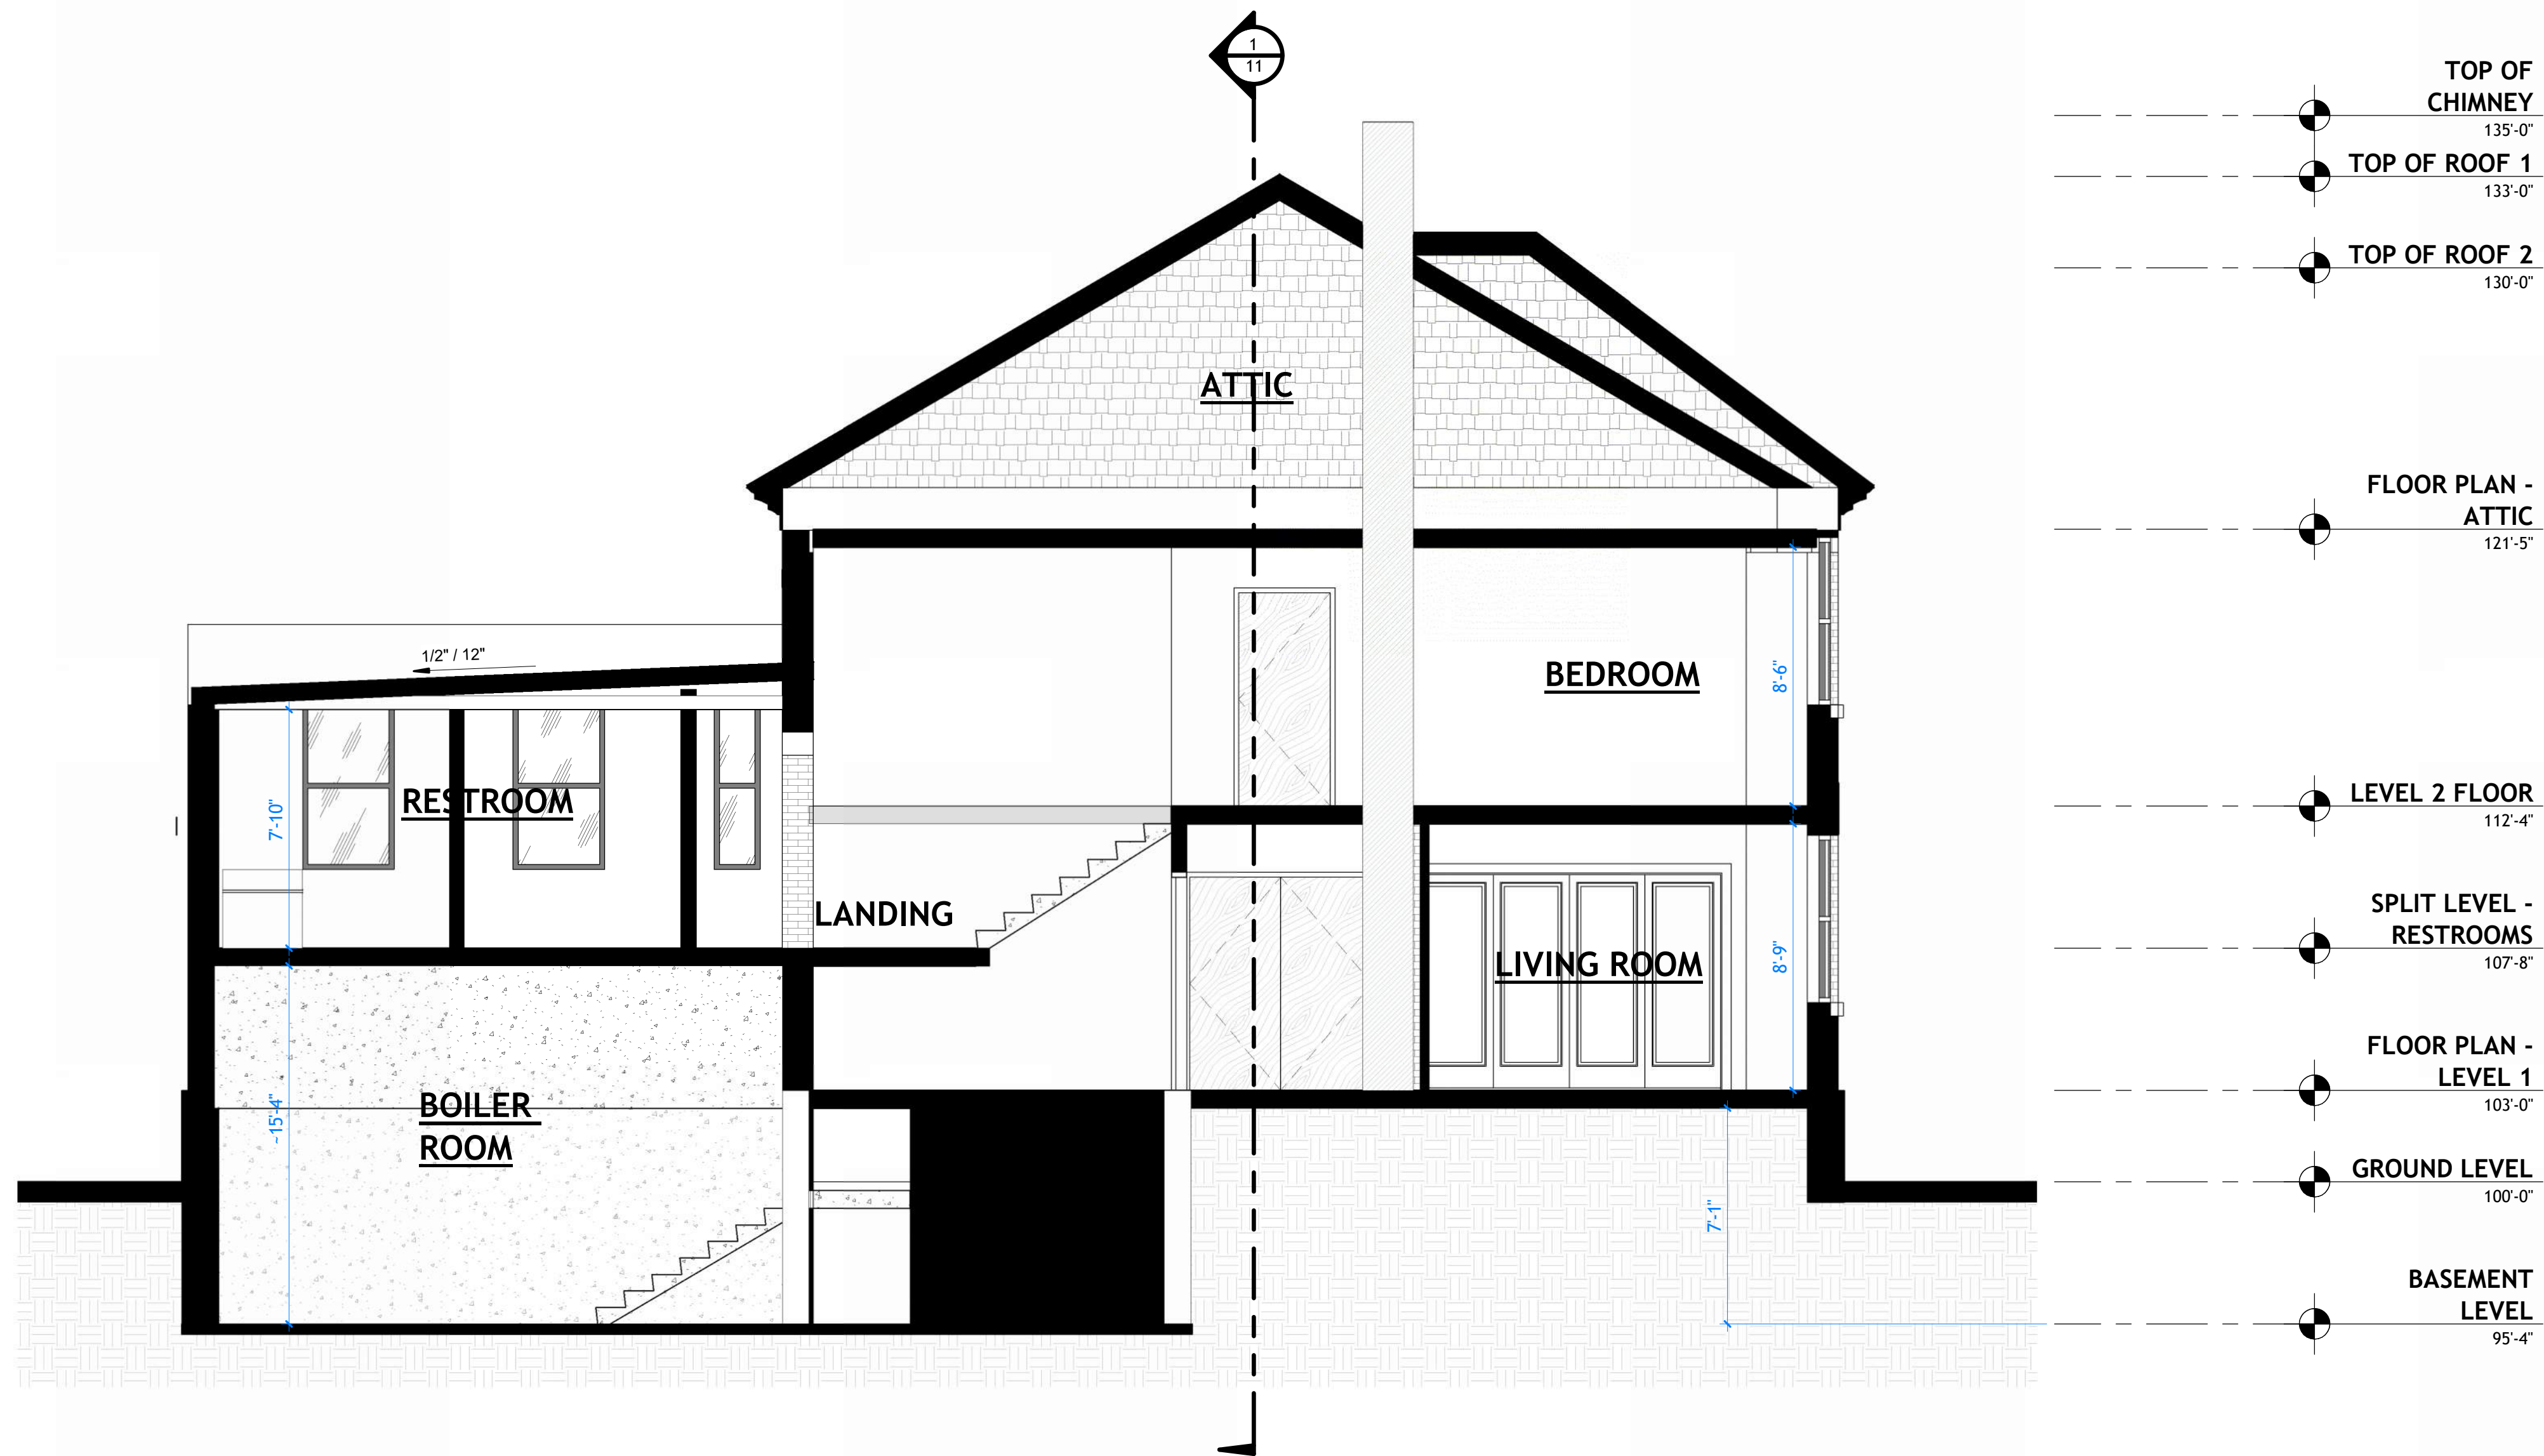 1
11
TOP OF
CHIMNEY
135'-0"
TOP OF ROOF 1
133'-0"
TOP OF ROOF 2
130'-0"
ATTIC
FLOOR PLAN -
ATTIC
121'-5"
1/2" / 12"
BEDROOM
8'-6"
RESTROOM
7'-10"
LEVEL 2 FLOOR
112'-4"
LANDING
SPLIT LEVEL -
RESTROOMS
107'-8"
LIVING ROOM
8'-9"
FLOOR PLAN -
LEVEL 1
103'-0"
BOILER
ROOM
~15'-4"
GROUND LEVEL
100'-0"
7'-1"
BASEMENT
LEVEL
95'-4"